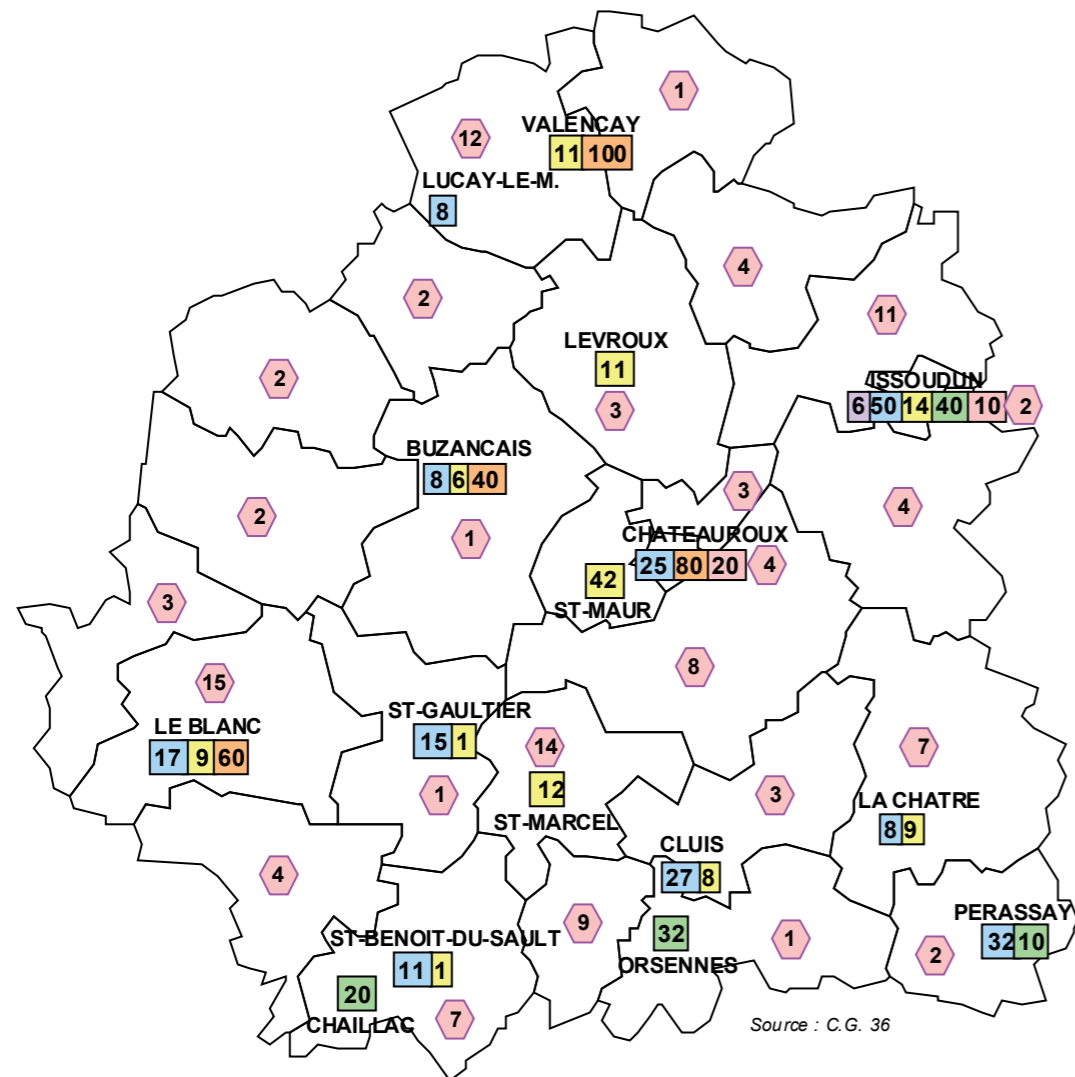 1
12
VALENCAY
11 100
LUCAY-LE-M.
8
4
2
11
LEVROUX
11
3
2
ISSOUDUN
6 50 14 40 10 2
BUZANCAIS
8 6 40
3
4
2
1
CHATEAUROUX
25 80 20 4
42
ST-MAUR
3
8
15
ST-GAULTIER
15 1
LE BLANC
17 9 60
14
7
12
ST-MARCEL
1
3
LA CHATRE
8 9
CLUIS
27 8
4
9
PERASSAY
32 10
ST-BENOIT-DU-SAULT
11 1
32
ORSENNES
1
2
20
CHAILLAC
7
Source : C.G. 36